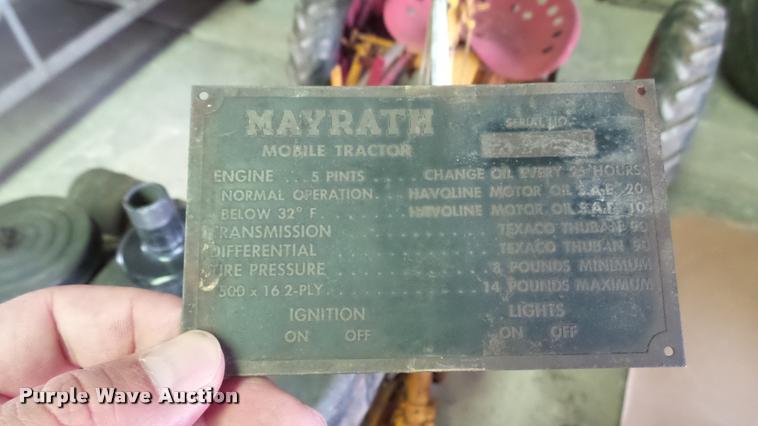 MAYRATH
MOBILE TRACTOR
SERIAL NO.
ENGINE ... 5 PINTS ... CHANGE OIL EVERY 25 HOURS
NORMAL OPERATION. HAVOLINE MOTOR OIL S.A.E. 20
BELOW 32° F ... HAVOLINE MOTOR OIL S.A.E. 10
TRANSMISSION ... TEXACO THUBAN 90
DIFFERENTIAL ... TEXACO THUBAN 90
TIRE PRESSURE ... 8 POUNDS MINIMUM
500 x 16 2-PLY ... 14 POUNDS MAXIMUM
IGNITION LIGHTS
ON OFF ON OFF
Purple Wave Auction